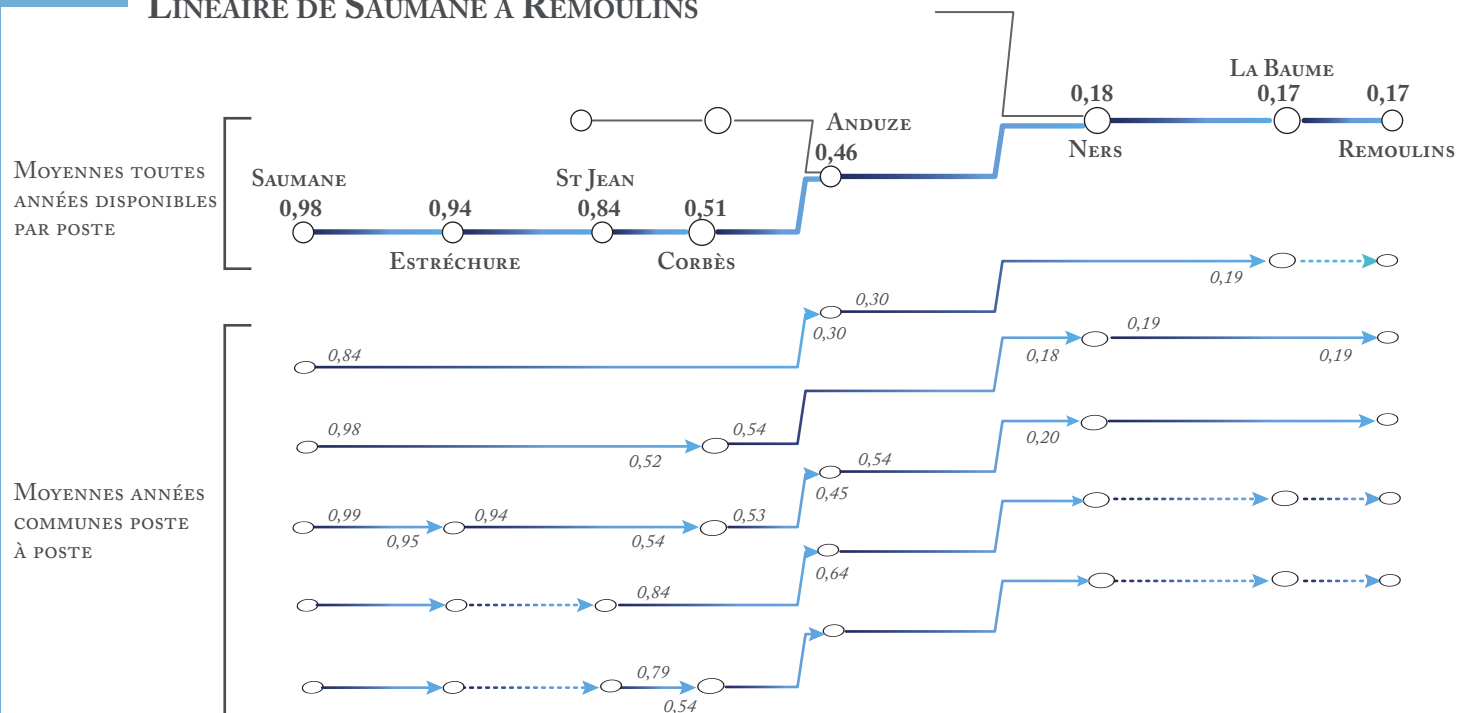 LINÉAIRE DE SAUMANE À REMOULINS
LA BAUME
0,18 0,17 0,17
NERS REMOULINS
ANDUZE
0,46
MOYENNES TOUTES
ANNÉES DISPONIBLES
PAR POSTE
SAUMANE ST JEAN
0,98 0,94 0,84 0,51
ESTRÉCHURE CORBÈS
0,84 0,30 0,30 0,19
0,98 0,52 0,54 0,18 0,19 0,19
MOYENNES ANNÉES
COMMUNES POSTE
À POSTE
0,99 0,95 0,94 0,54 0,53 0,45 0,54 0,20
0,84 0,64
0,79 0,54